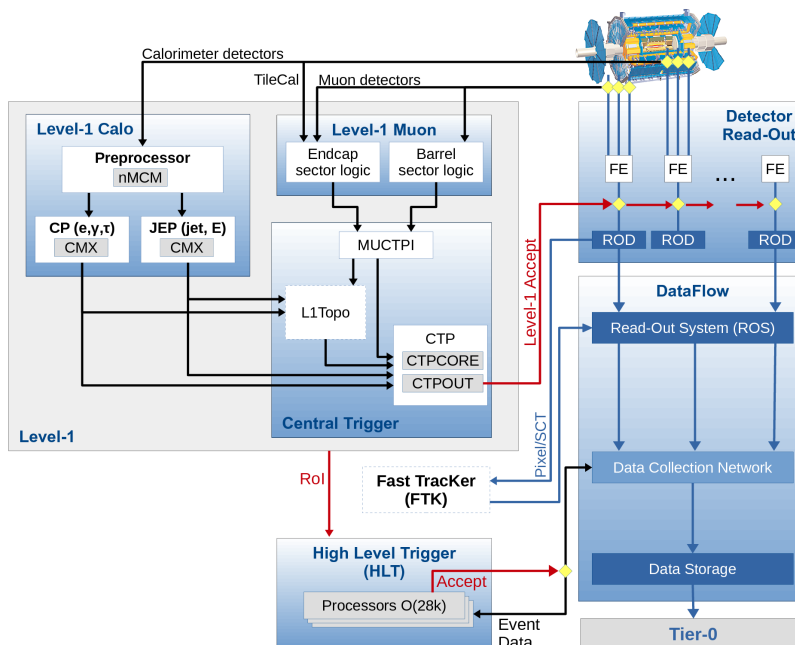 Calorimeter detectors
TileCal
Muon detectors
Detector
Read-Out
Level-1 Calo
Preprocessor
nMCM
CP (e,γ,τ)
CMX
JEP (jet, E)
CMX
Level-1 Muon
Endcap
sector logic
Barrel
sector logic
FE
FE
...
FE
ROD
ROD
ROD
MUCTPI
L1Topo
CTP
CTPCORE
CTPOUT
Central Trigger
Level-1
Level-1 Accept
DataFlow
Read-Out System (ROS)
Pixel/SCT
RoI
Fast TracKer
(FTK)
Data Collection Network
High Level Trigger
(HLT)
Accept
Processors O(28k)
Event
Data
Data Storage
Tier-0